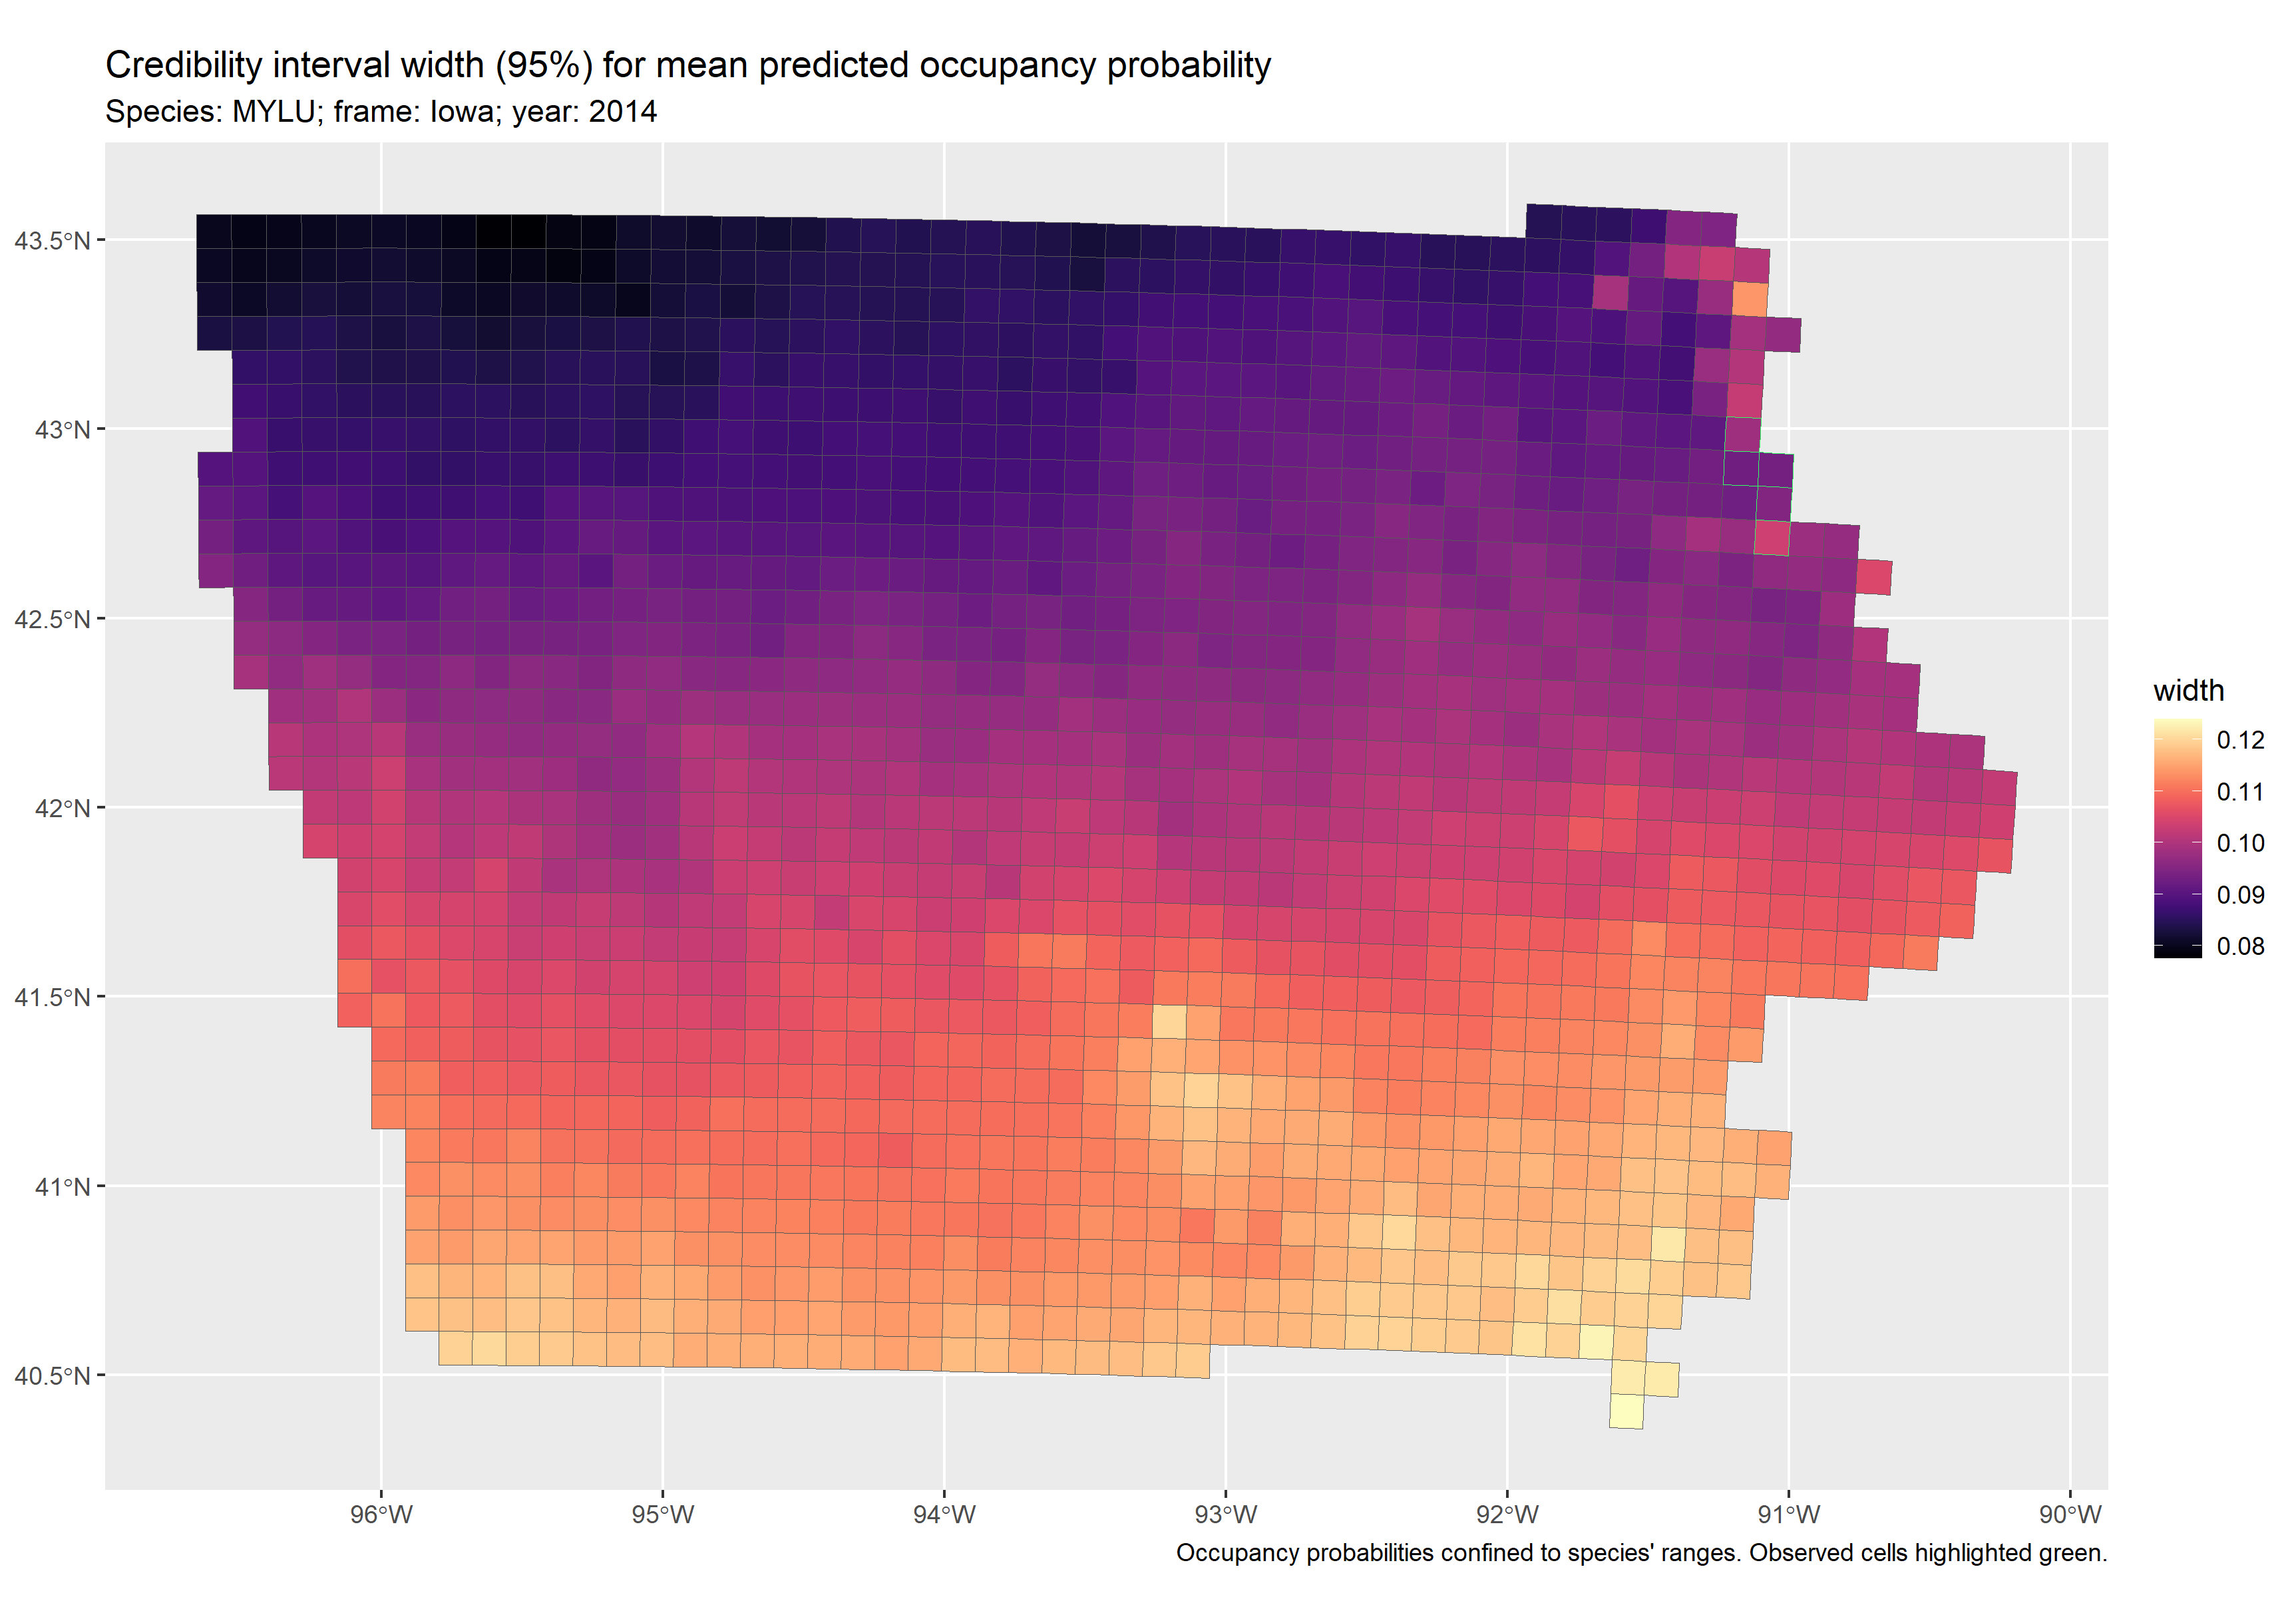 Credibility interval width (95%) for mean predicted occupancy probability
Species: MYLU; frame: Iowa; year: 2014
43.5°N
43°N
42.5°N
42°N
41.5°N
41°N
40.5°N
96°W
95°W
94°W
93°W
92°W
91°W
90°W
width
0.12
0.11
0.10
0.09
0.08
Occupancy probabilities confined to species' ranges. Observed cells highlighted green.